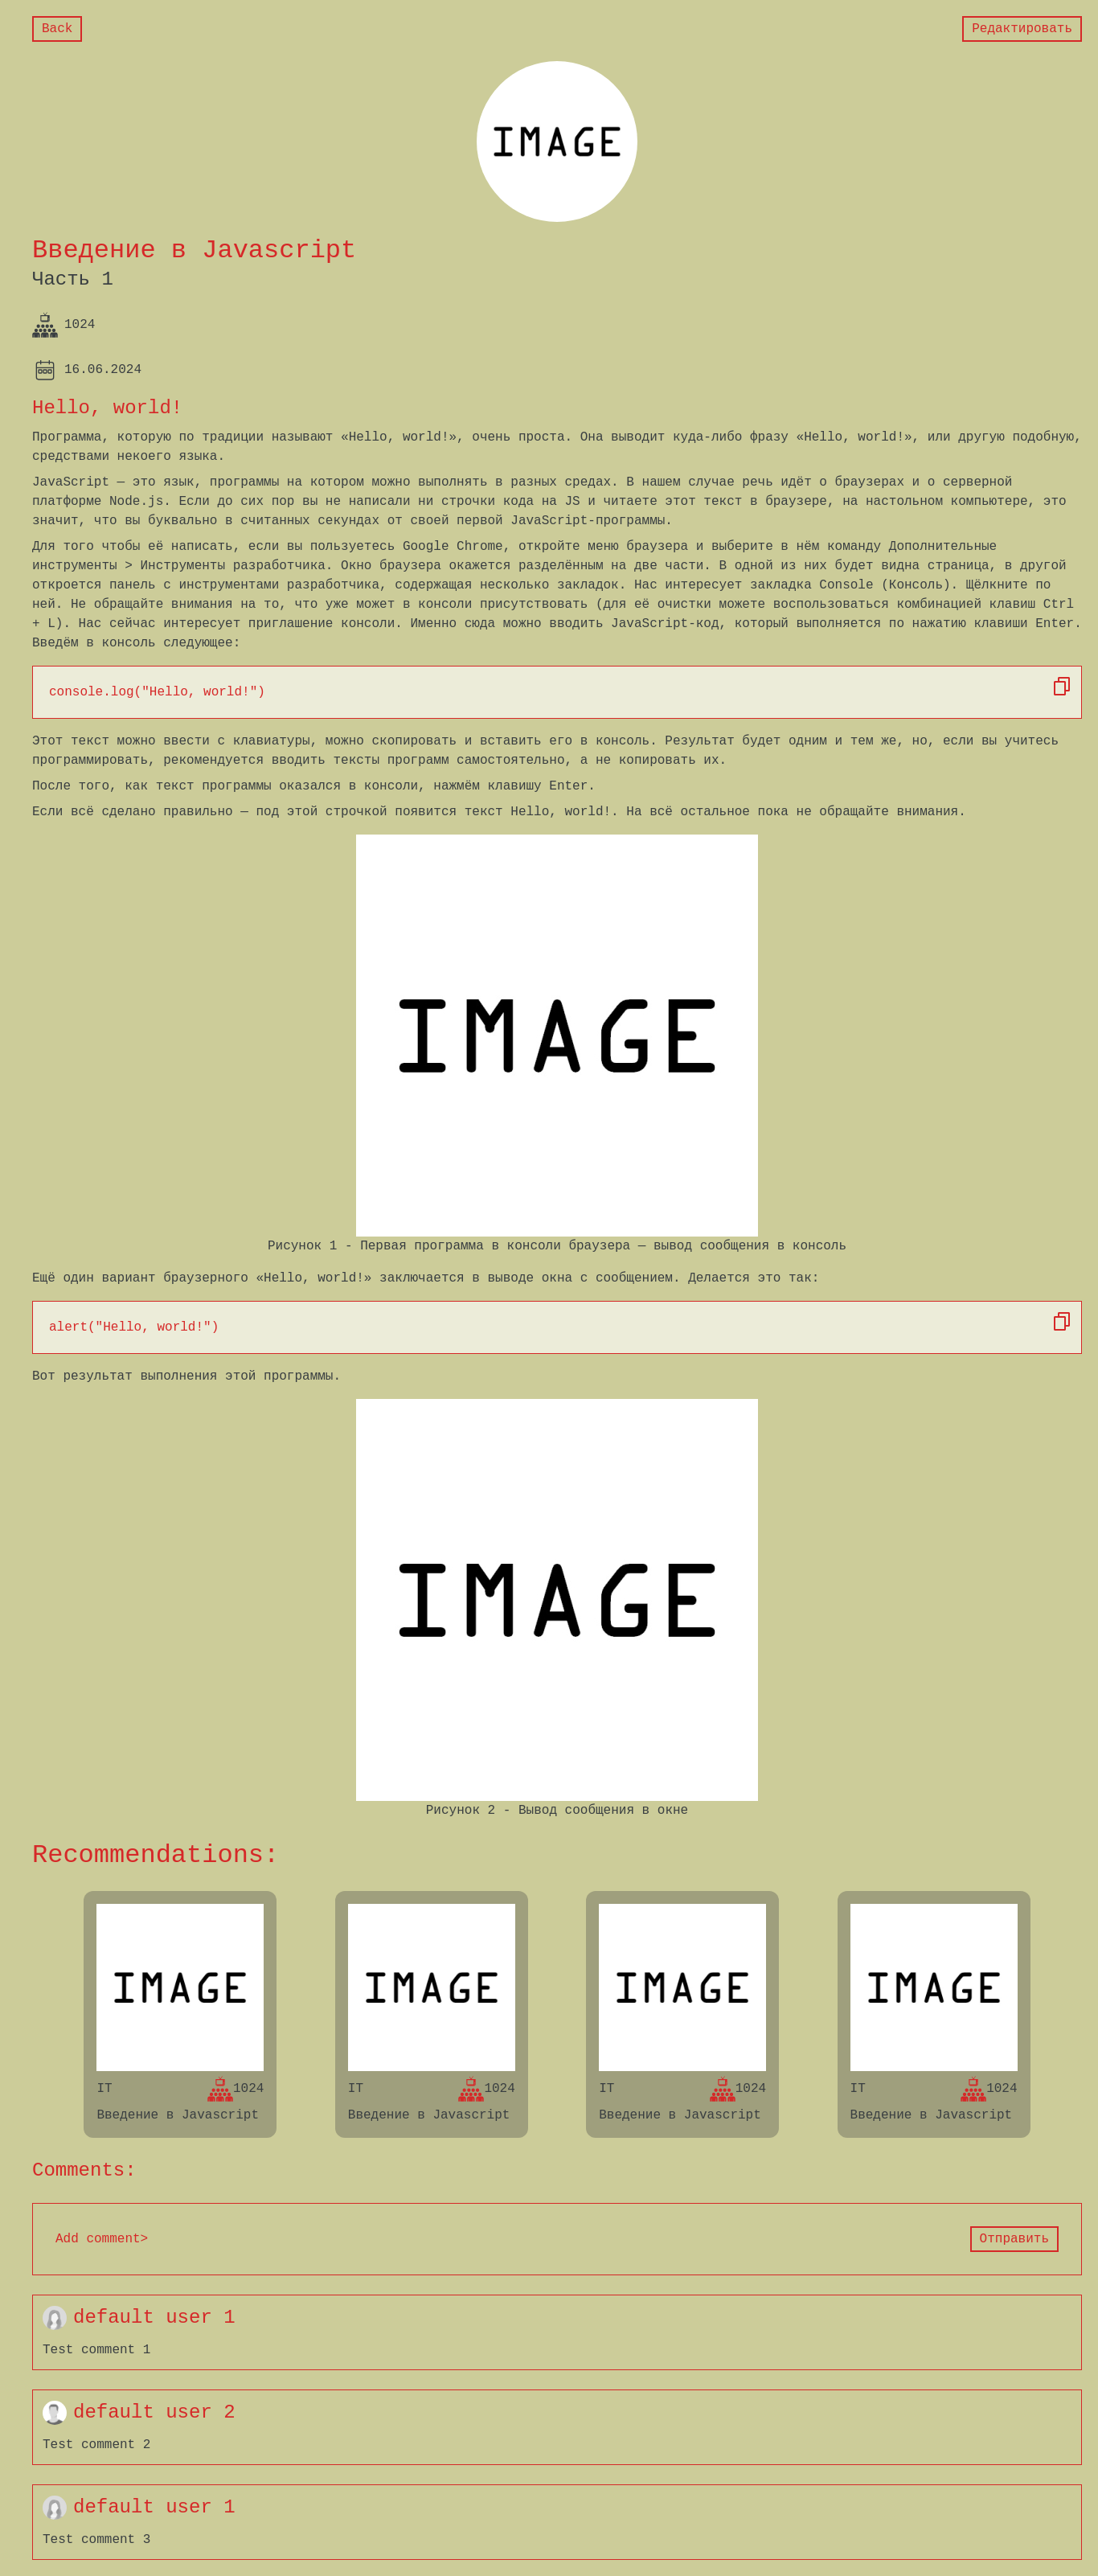 Back
Редактировать
IMAGE
Введение в Javascript
Часть 1
1024
16.06.2024
Hello, world!
Программа, которую по традиции называют «Hello, world!», очень проста. Она выводит куда-либо фразу «Hello, world!», или другую подобную,
средствами некоего языка.
JavaScript — это язык, программы на котором можно выполнять в разных средах. В нашем случае речь идёт о браузерах и о серверной
платформе Node.js. Если до сих пор вы не написали ни строчки кода на JS и читаете этот текст в браузере, на настольном компьютере, это
значит, что вы буквально в считанных секундах от своей первой JavaScript-программы.
Для того чтобы её написать, если вы пользуетесь Google Chrome, откройте меню браузера и выберите в нём команду Дополнительные
инструменты > Инструменты разработчика. Окно браузера окажется разделённым на две части. В одной из них будет видна страница, в другой
откроется панель с инструментами разработчика, содержащая несколько закладок. Нас интересует закладка Console (Консоль). Щёлкните по
ней. Не обращайте внимания на то, что уже может в консоли присутствовать (для её очистки можете воспользоваться комбинацией клавиш Ctrl
+ L). Нас сейчас интересует приглашение консоли. Именно сюда можно вводить JavaScript-код, который выполняется по нажатию клавиши Enter.
Введём в консоль следующее:
console.log("Hello, world!")
Этот текст можно ввести с клавиатуры, можно скопировать и вставить его в консоль. Результат будет одним и тем же, но, если вы учитесь
программировать, рекомендуется вводить тексты программ самостоятельно, а не копировать их.
После того, как текст программы оказался в консоли, нажмём клавишу Enter.
Если всё сделано правильно — под этой строчкой появится текст Hello, world!. На всё остальное пока не обращайте внимания.
IMAGE
Рисунок 1 - Первая программа в консоли браузера — вывод сообщения в консоль
Ещё один вариант браузерного «Hello, world!» заключается в выводе окна с сообщением. Делается это так:
alert("Hello, world!")
Вот результат выполнения этой программы.
IMAGE
Рисунок 2 - Вывод сообщения в окне
Recommendations:
IMAGE
IT 1024
Введение в Javascript
IMAGE
IT 1024
Введение в Javascript
IMAGE
IT 1024
Введение в Javascript
IMAGE
IT 1024
Введение в Javascript
Comments:
Add comment>
Отправить
default user 1
Test comment 1
default user 2
Test comment 2
default user 1
Test comment 3